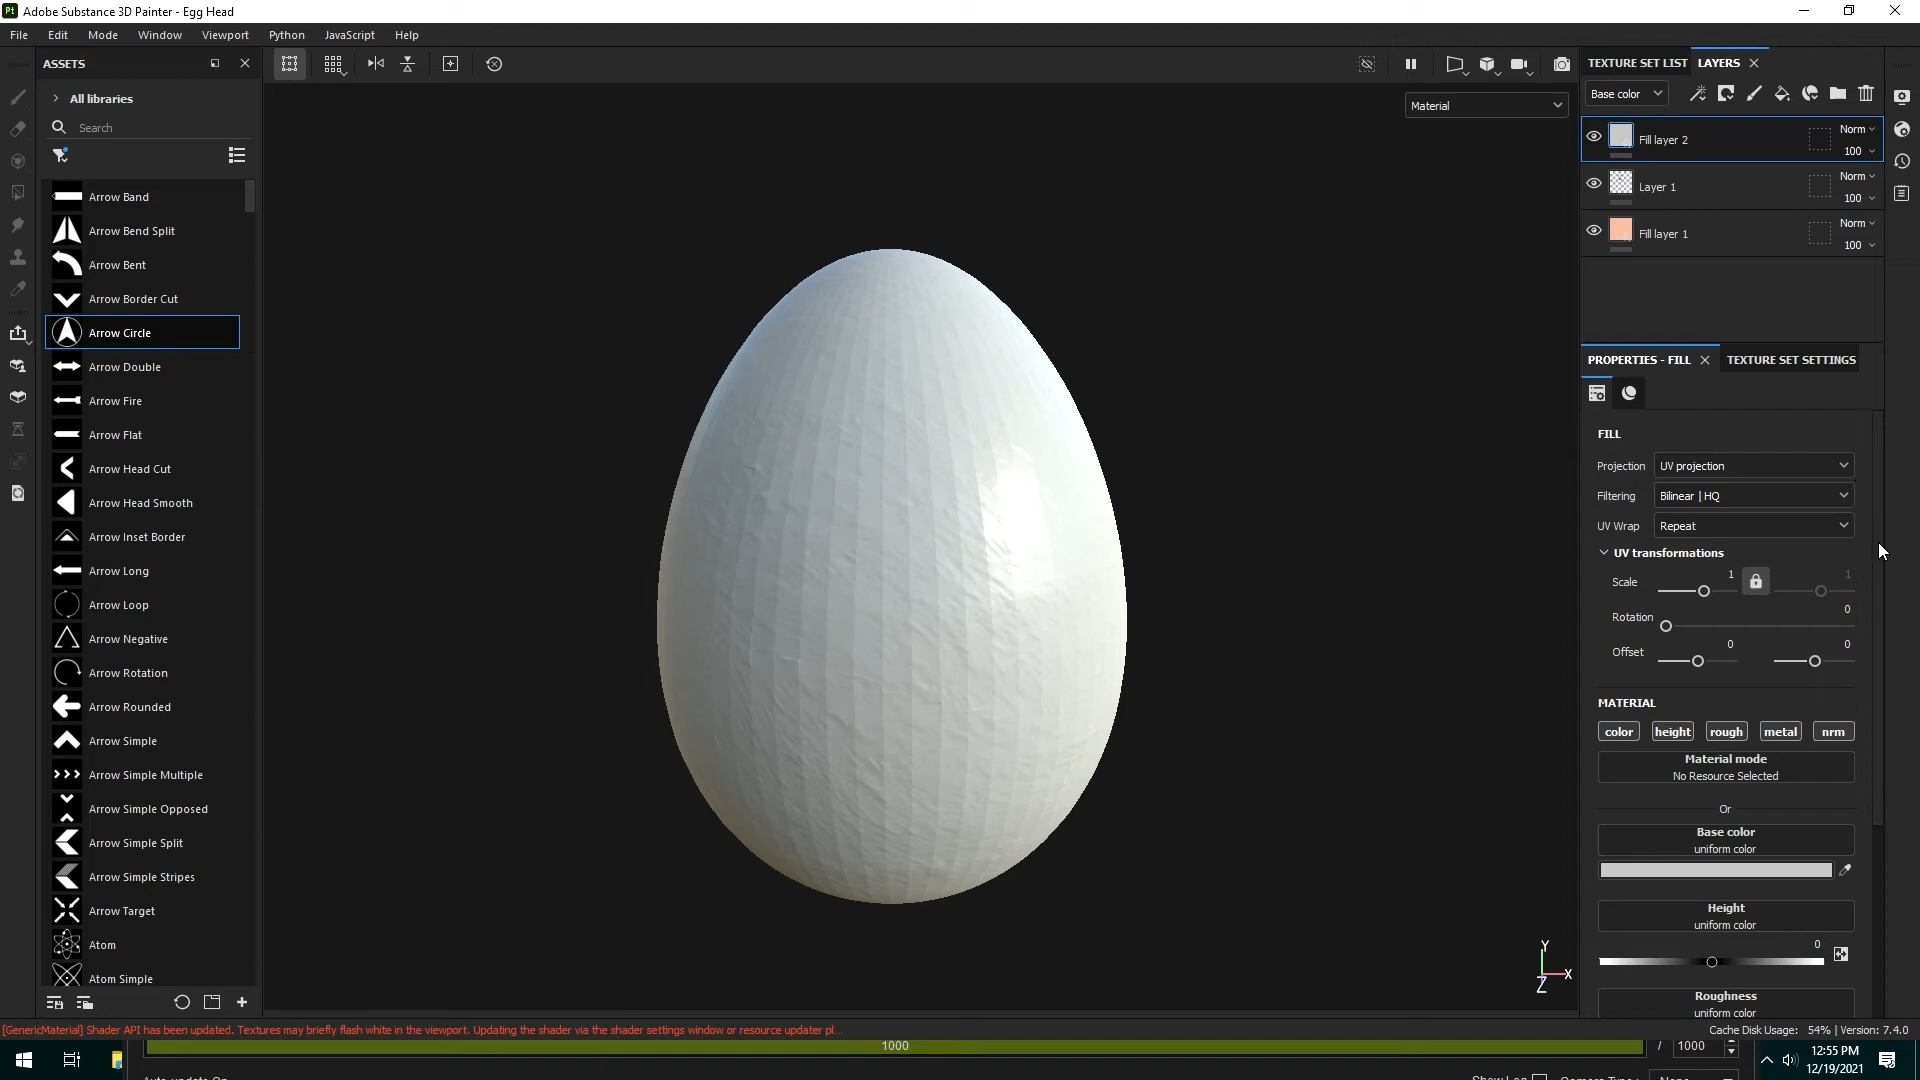 Pt Adobe Substance 3D Painter - Egg Head
File Edit Mode Window Viewport Python JavaScript Help
ASSETS
All libraries
Search
Arrow Band
Arrow Bend Split
Arrow Bent
Arrow Border Cut
Arrow Circle
Arrow Double
Arrow Fire
Arrow Flat
Arrow Head Cut
Arrow Head Smooth
Arrow Inset Border
Arrow Long
Arrow Loop
Arrow Negative
Arrow Rotation
Arrow Rounded
Arrow Simple
Arrow Simple Multiple
Arrow Simple Opposed
Arrow Simple Split
Arrow Simple Stripes
Arrow Target
Atom
Atom Simple
Material
Y
X
Z
TEXTURE SET LIST LAYERS
Base color
Fill layer 2 Norm
100
Layer 1 Norm
100
Fill layer 1 Norm
100
PROPERTIES - FILL TEXTURE SET SETTINGS
FILL
Projection UV projection
Filtering Bilinear | HQ
UV Wrap Repeat
UV transformations
Scale 1 1
Rotation 0
Offset 0 0
MATERIAL
color height rough metal nrm
Material mode
No Resource Selected
Or
Base color
uniform color
Height
uniform color
0
Roughness
uniform color
[GenericMaterial] Shader API has been updated. Textures may briefly flash white in the viewport. Updating the shader via the shader settings window or resource updater pl...
Cache Disk Usage: 54% | Version: 7.4.0
1000 / 1000
12:55 PM
12/19/2021